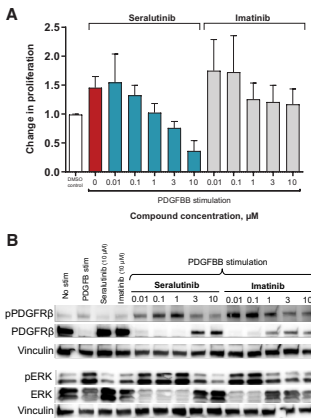 A
Seralutinib Imatinib
Change in proliferation
2.5
2.0
1.5
1.0
0.5
0.0
DMSO
control
0 0.01 0.1 1 3 10 0.01 0.1 1 3 10
PDGFBB stimulation
Compound concentration, μM
B
No stim
PDGFB stim
Seralutinib (10 μM)
Imatinib (10 μM)
PDGFBB stimulation
Seralutinib Imatinib
0.01 0.1 1 3 10 0.01 0.1 1 3 10
pPDGFRβ
PDGFRβ
Vinculin
pERK
ERK
Vinculin